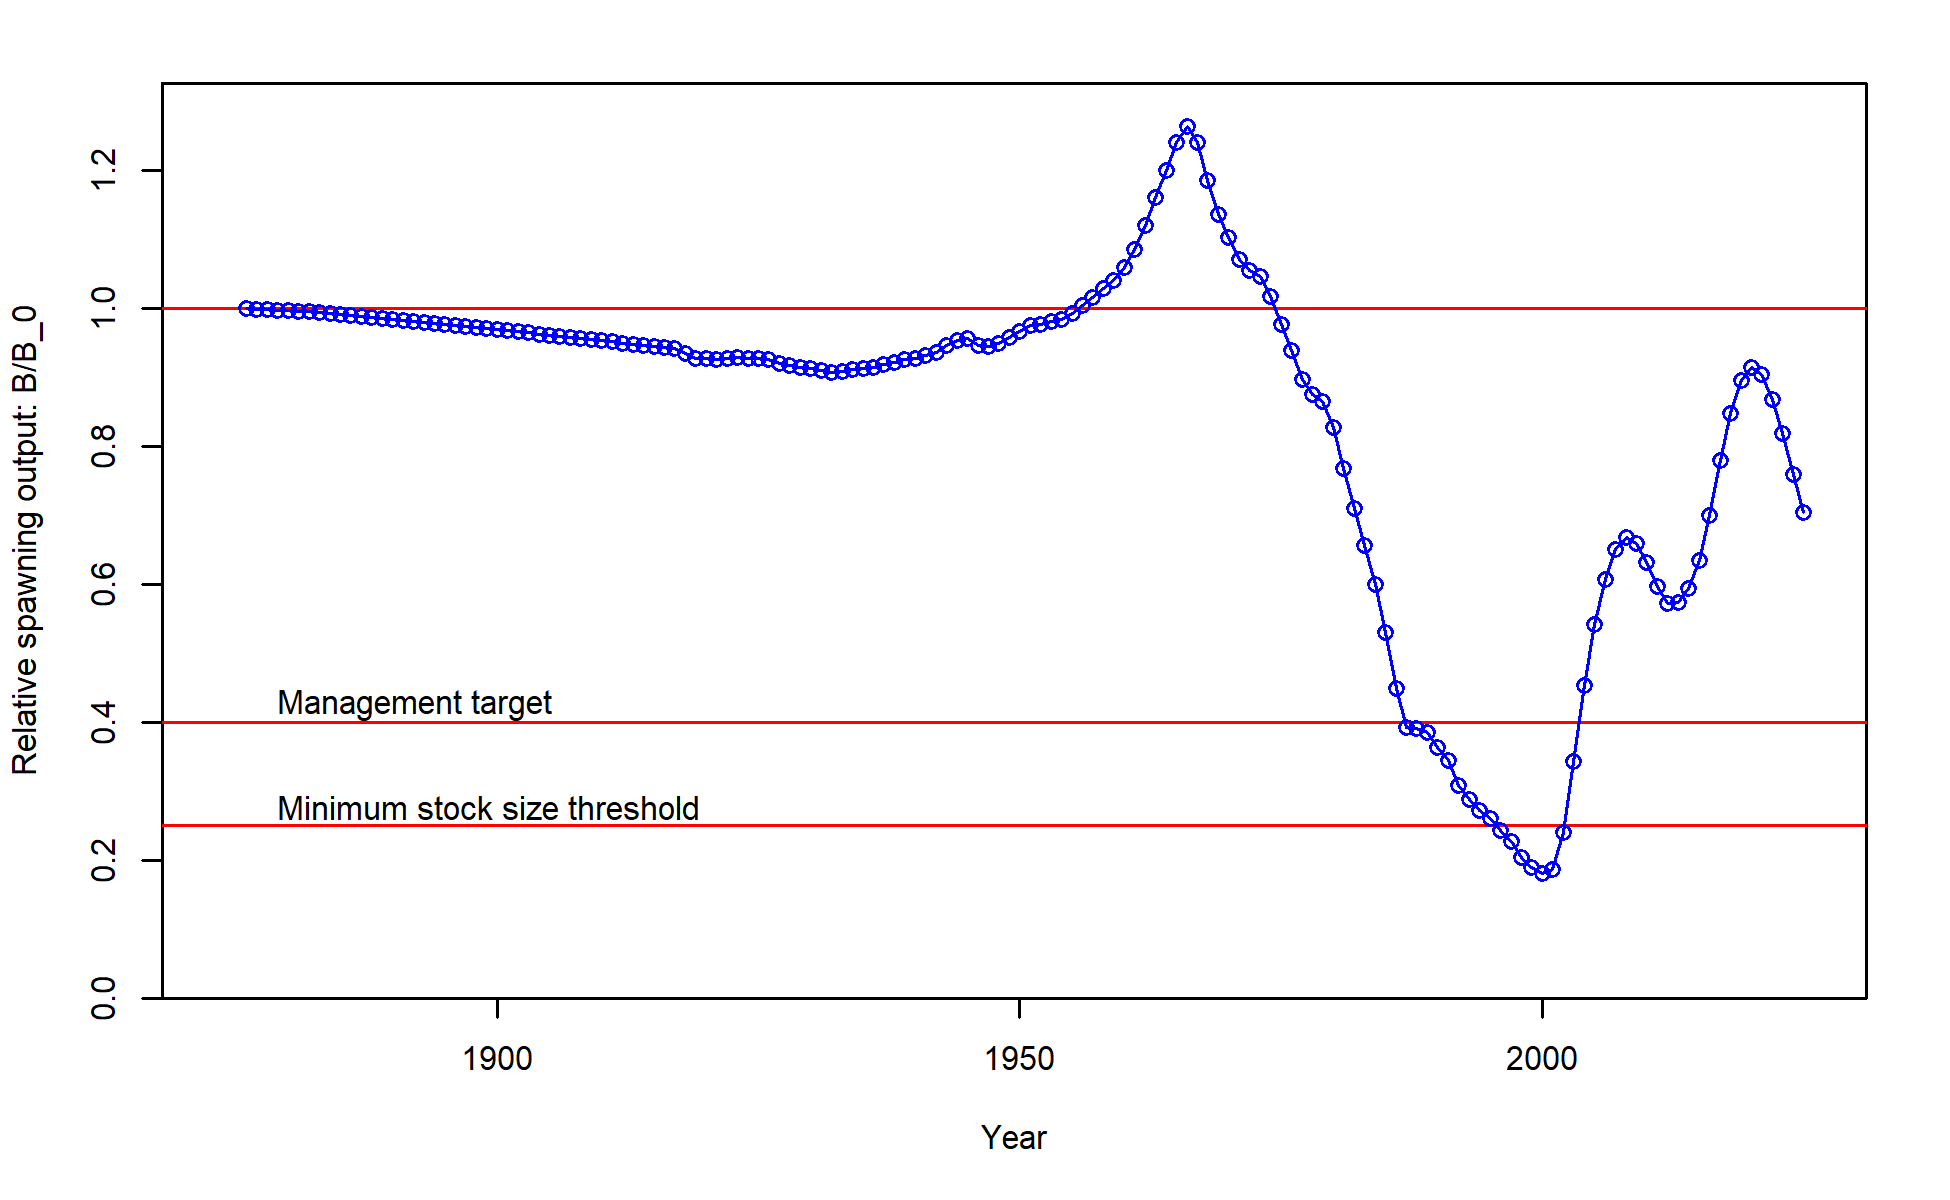 Relative spawning output: B/B_0
1.2
1.0
0.8
0.6
0.4
0.2
0.0
Management target
Minimum stock size threshold
1900 1950 2000
Year